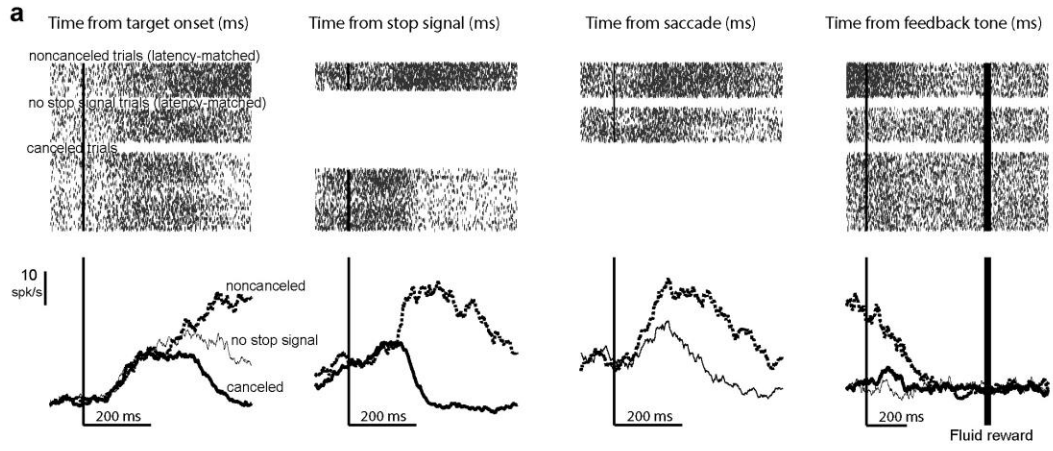 a
Time from target onset (ms)
Time from stop signal (ms)
Time from saccade (ms)
Time from feedback tone (ms)
noncanceled trials (latency-matched)
no stop signal trials (latency-matched)
canceled trials
10
spk/s
noncanceled
no stop signal
canceled
200 ms
200 ms
200 ms
200 ms
Fluid reward